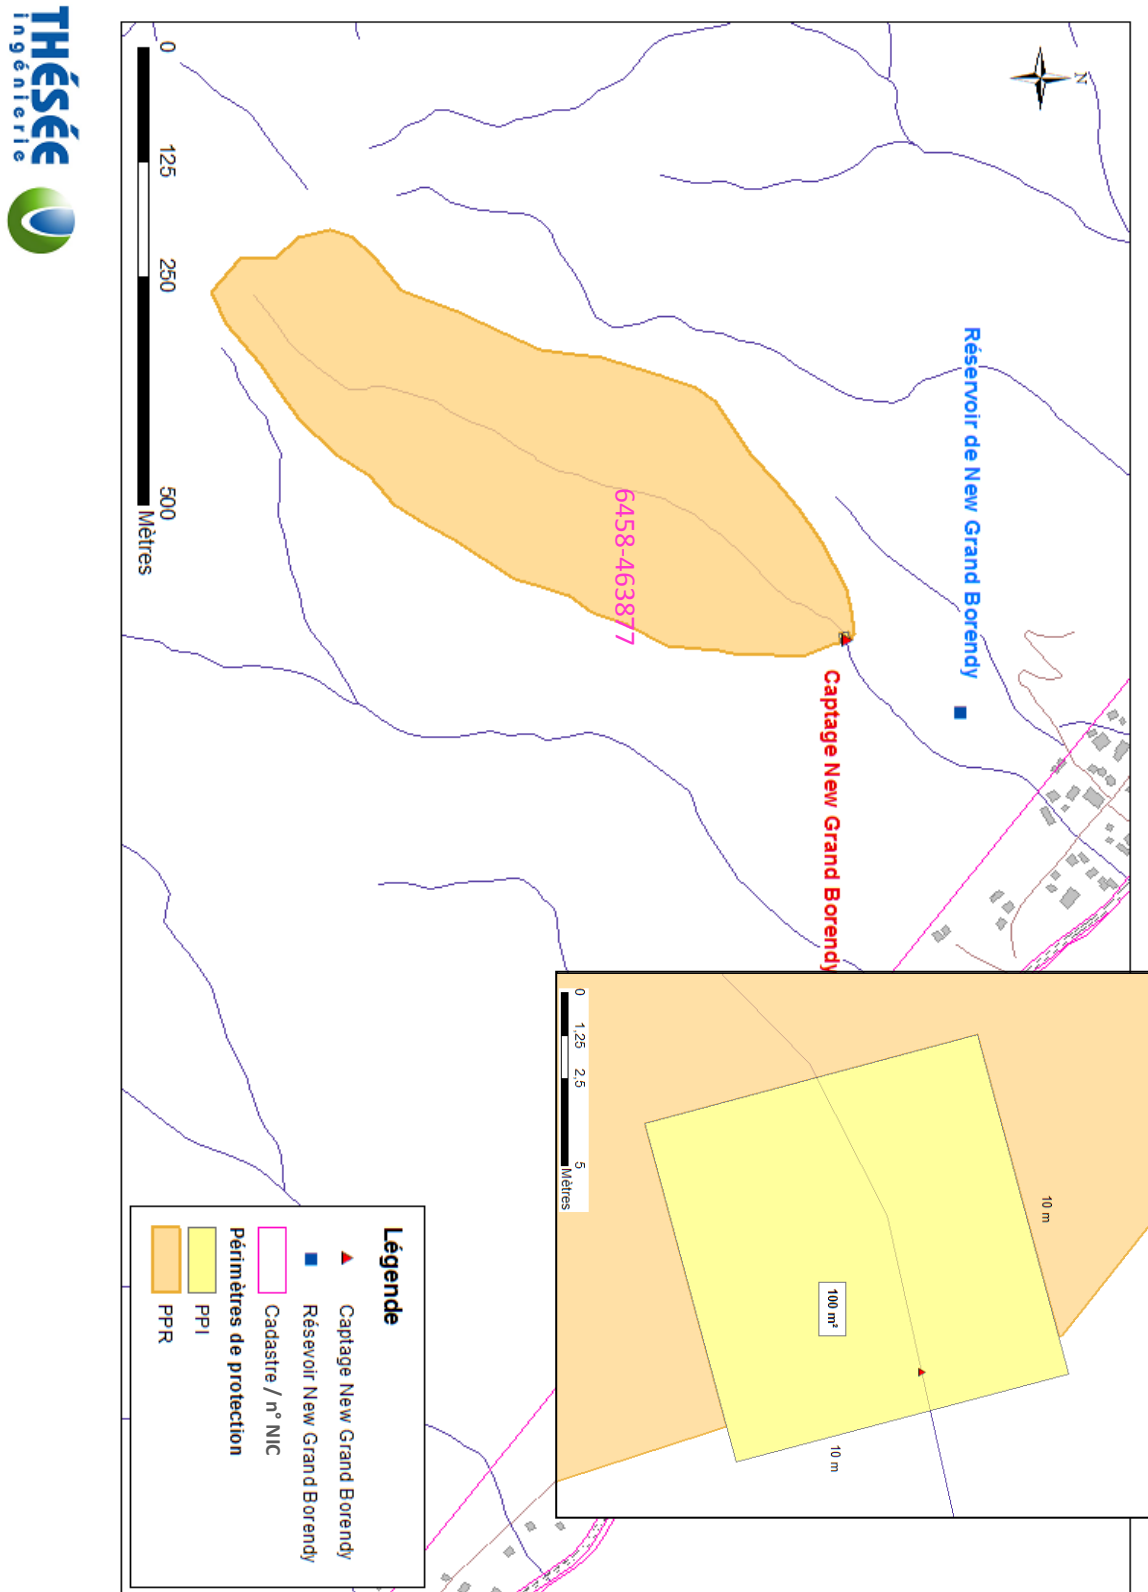 THÉSÉE
ingénierie
N
0 125 250 500
Mètres
Réservoir de New Grand Borendy
6458-463877
Captage New Grand Borendy
0 1,25 2,5 5
Mètres
10 m
100 m²
10 m
Légende
Captage New Grand Borendy
Résevoir New Grand Borendy
Cadastre / n° NIC
Périmètres de protection
PPI
PPR